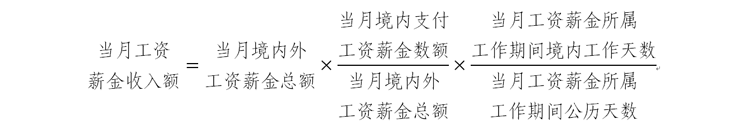 当月工资
薪金收入额
=
当月境内外
工资薪金总额
×
当月境内支付
工资薪金数额
当月境内外
工资薪金总额
×
当月工资薪金所属
工作期间境内工作天数
当月工资薪金所属
工作期间公历天数